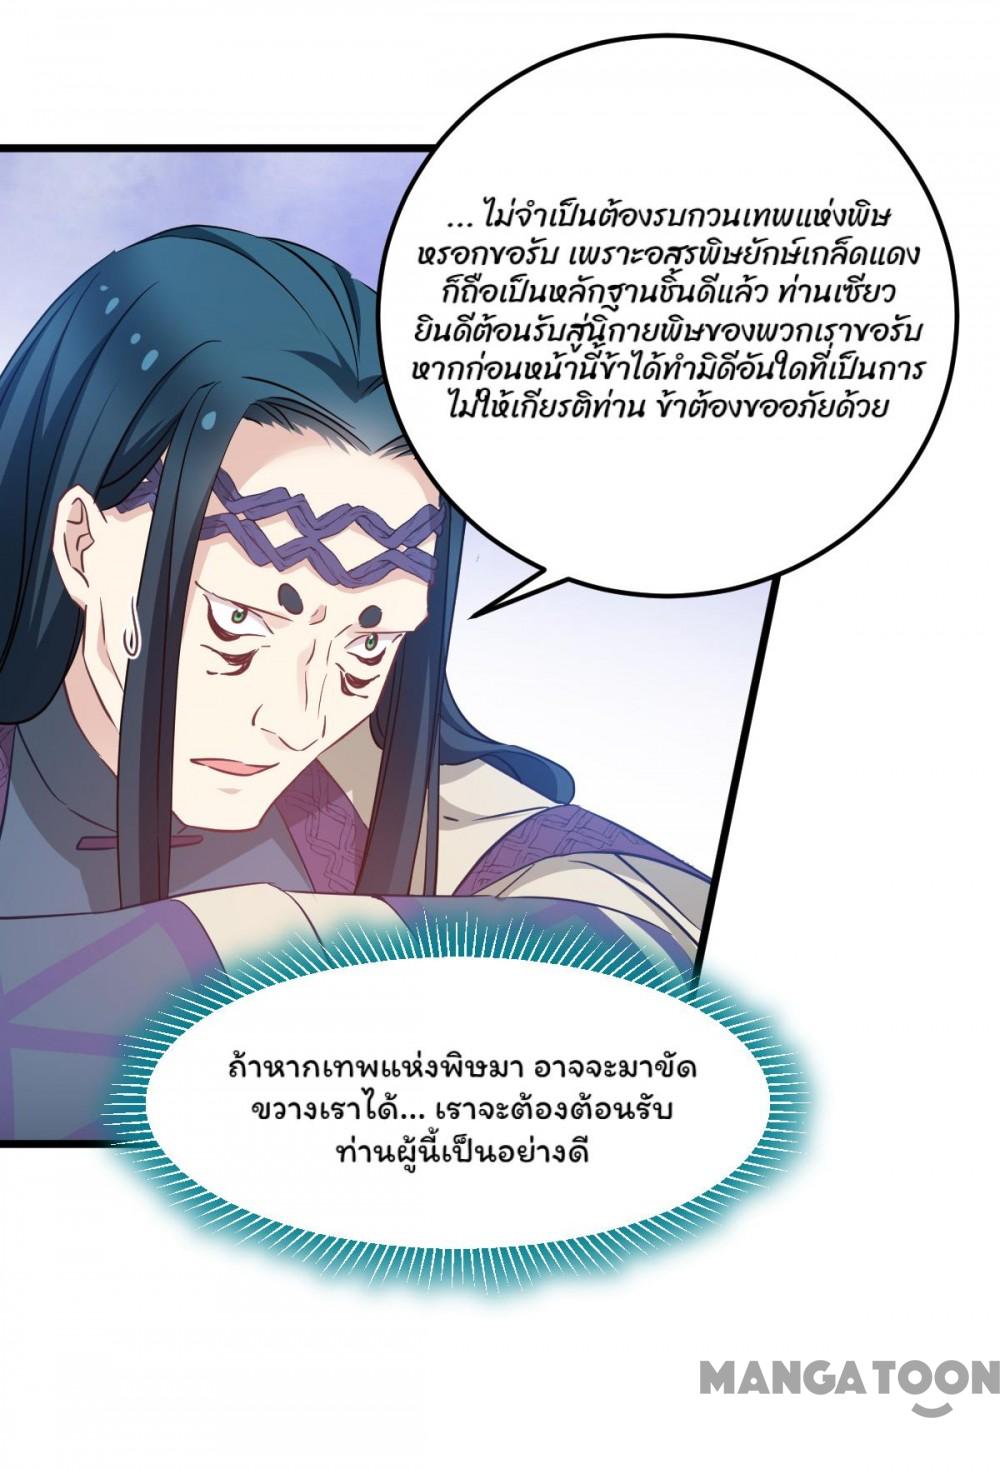 ... ไม่จำเป็นต้องรบกวนเทพแห่งพิษ
หรอกขอรับ เพราะอสรพิษยักษ์เกล็ดแดง
ก็ถือเป็นหลักฐานชิ้นดีแล้ว ท่านเซียว
ยินดีต้อนรับสู่นิกายพิษของพวกเราขอรับ
หากก่อนหน้านี้ข้าได้ทำมิดีอันใดที่เป็นการ
ไม่ให้เกียรติท่าน ข้าต้องขออภัยด้วย
ถ้าหากเทพแห่งพิษมา อาจจะมาขัด
ขวางเราได้... เราจะต้องต้อนรับ
ท่านผู้นี้เป็นอย่างดี
MANGATOON